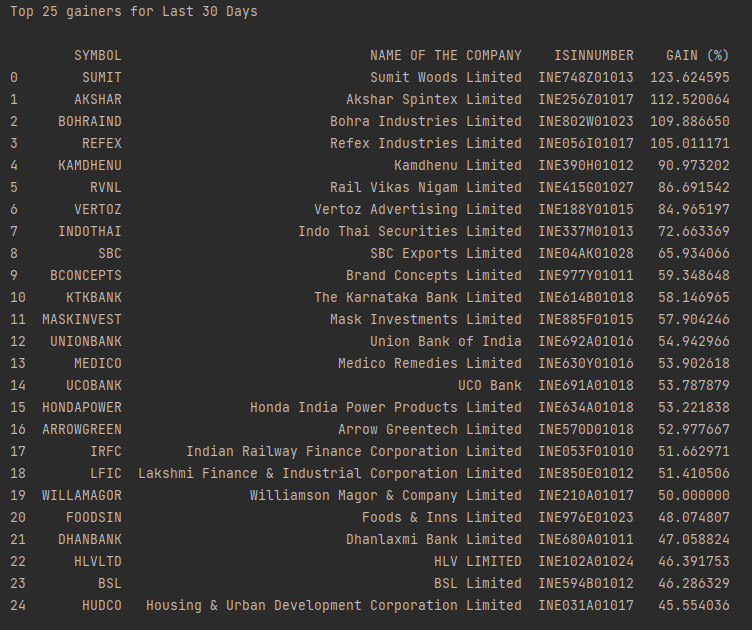 Top 25 gainers for Last 30 Days
SYMBOL NAME OF THE COMPANY ISINNUMBER GAIN (%)
0 SUMIT Sumit Woods Limited INE748Z01013 123.624595
1 AKSHAR Akshar Spintex Limited INE256Z01017 112.520064
2 BOHRAIND Bohra Industries Limited INE802W01023 109.886650
3 REFEX Refex Industries Limited INE056I01017 105.011171
4 KAMDHENU Kamdhenu Limited INE390H01012 90.973202
5 RVNL Rail Vikas Nigam Limited INE415G01027 86.691542
6 VERTOZ Vertoz Advertising Limited INE188Y01015 84.965197
7 INDOTHAI Indo Thai Securities Limited INE337M01013 72.663369
8 SBC SBC Exports Limited INE04AK01028 65.934066
9 BCONCEPTS Brand Concepts Limited INE977Y01011 59.348648
10 KTKBANK The Karnataka Bank Limited INE614B01018 58.146965
11 MASKINVEST Mask Investments Limited INE885F01015 57.904246
12 UNIONBANK Union Bank of India INE692A01016 54.942966
13 MEDICO Medico Remedies Limited INE630Y01016 53.902618
14 UCOBANK UCO Bank INE691A01018 53.787879
15 HONDAPOWER Honda India Power Products Limited INE634A01018 53.221838
16 ARROWGREEN Arrow Greentech Limited INE570D01018 52.977667
17 IRFC Indian Railway Finance Corporation Limited INE053F01010 51.662971
18 LFIC Lakshmi Finance & Industrial Corporation Limited INE850E01012 51.410506
19 WILLAMAGOR Williamson Magor & Company Limited INE210A01017 50.000000
20 FOODSIN Foods & Inns Limited INE976E01023 48.074807
21 DHANBANK Dhanlaxmi Bank Limited INE680A01011 47.058824
22 HLVLTD HLV LIMITED INE102A01024 46.391753
23 BSL BSL Limited INE594B01012 46.286329
24 HUDCO Housing & Urban Development Corporation Limited INE031A01017 45.554036